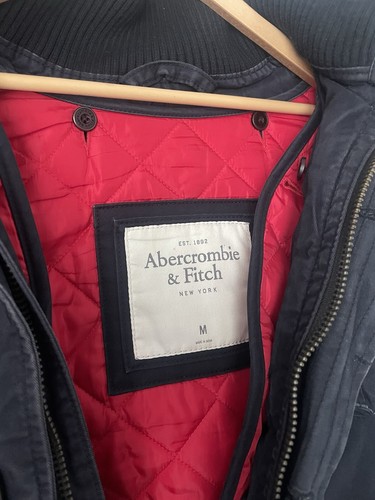 EST. 1892
Abercrombie
& Fitch
NEW YORK
M